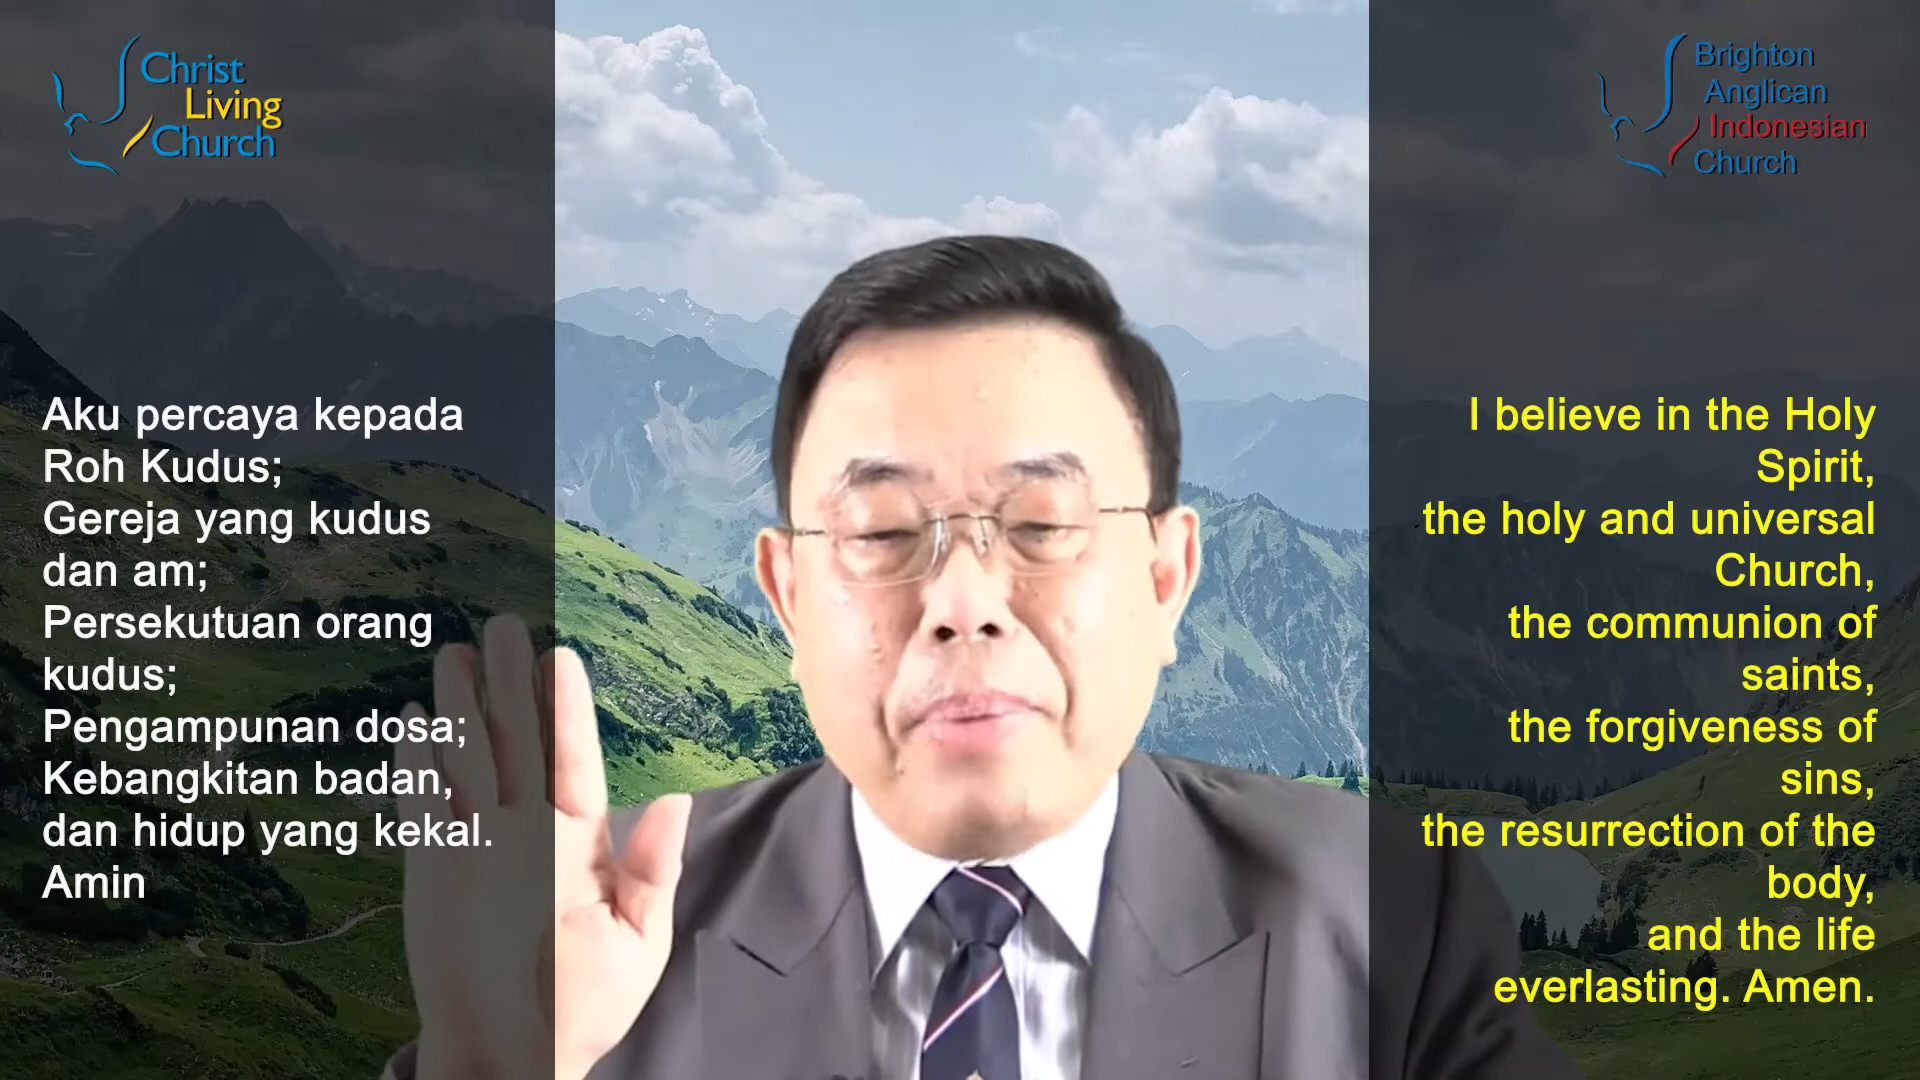 Christ
Living
Church
Brighton
Anglican
Indonesian
Church
Aku percaya kepada
Roh Kudus;
Gereja yang kudus
dan am;
Persekutuan orang
kudus;
Pengampunan dosa;
Kebangkitan badan,
dan hidup yang kekal.
Amin
I believe in the Holy
Spirit,
the holy and universal
Church,
the communion of
saints,
the forgiveness of
sins,
the resurrection of the
body,
and the life
everlasting. Amen.